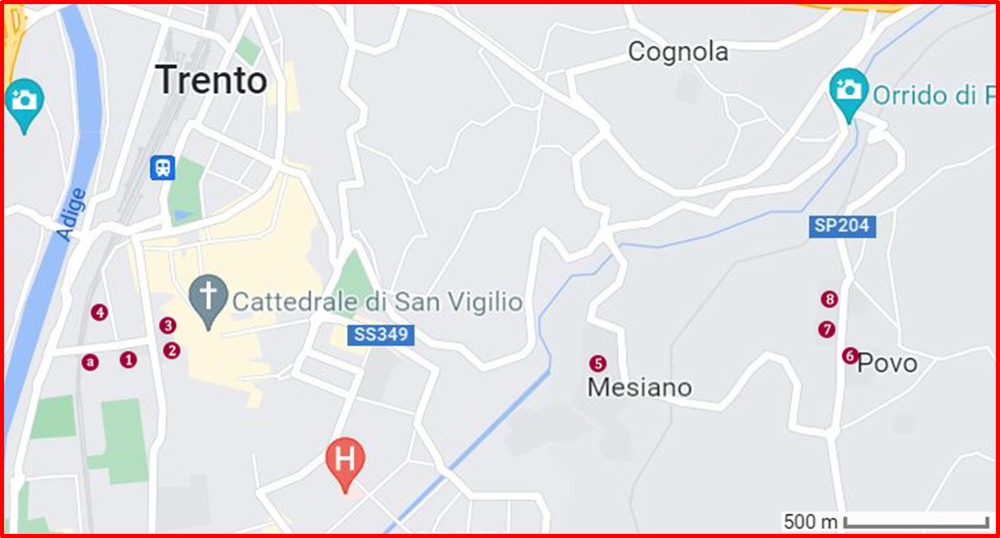 Cognola
Trento
Orrido di P
Adige
SP204
Cattedrale di San Vigilio
SS349
4
3
2
a
1
8
7
6
Povo
5
Mesiano
H
500 m